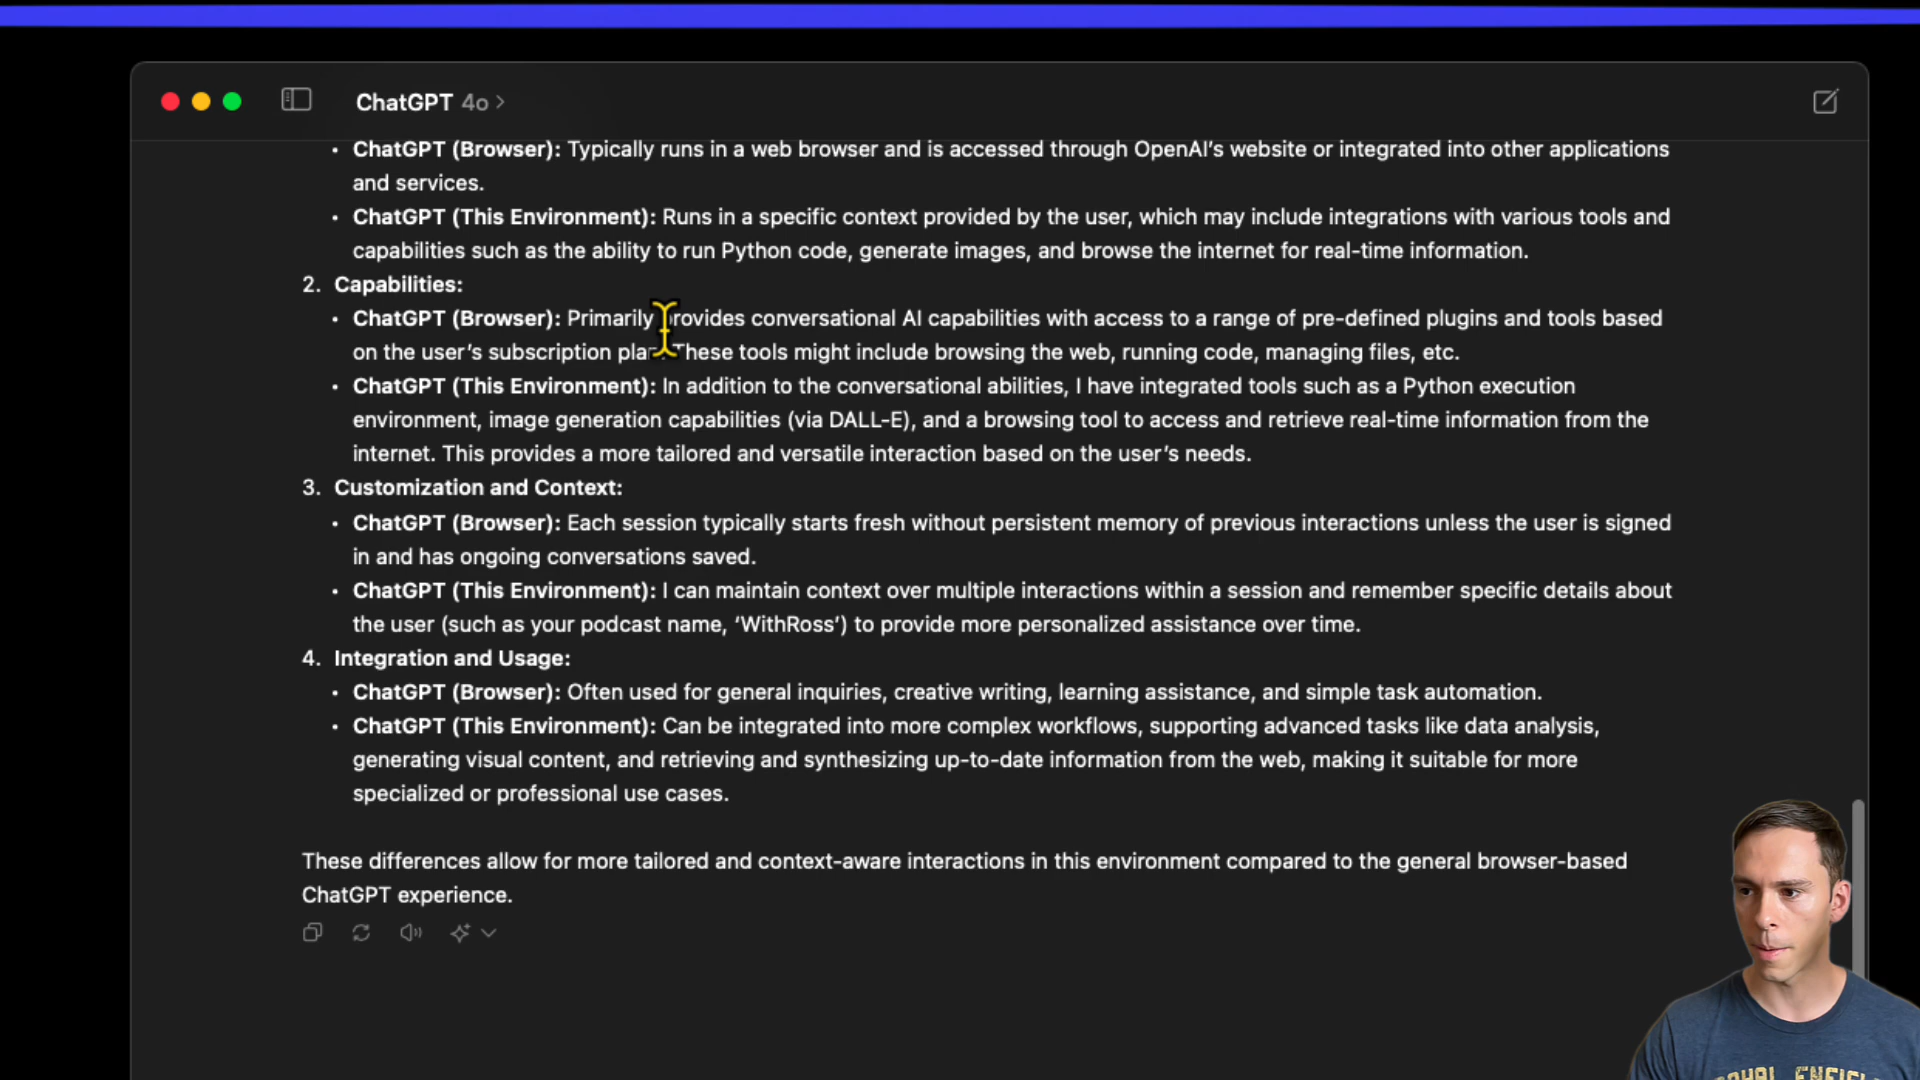 ChatGPT 4o >
• ChatGPT (Browser): Typically runs in a web browser and is accessed through OpenAI's website or integrated into other applications
and services.
• ChatGPT (This Environment): Runs in a specific context provided by the user, which may include integrations with various tools and
capabilities such as the ability to run Python code, generate images, and browse the internet for real-time information.
2. Capabilities:
• ChatGPT (Browser): Primarily provides conversational AI capabilities with access to a range of pre-defined plugins and tools based
on the user's subscription plan. These tools might include browsing the web, running code, managing files, etc.
• ChatGPT (This Environment): In addition to the conversational abilities, I have integrated tools such as a Python execution
environment, image generation capabilities (via DALL-E), and a browsing tool to access and retrieve real-time information from the
internet. This provides a more tailored and versatile interaction based on the user's needs.
3. Customization and Context:
• ChatGPT (Browser): Each session typically starts fresh without persistent memory of previous interactions unless the user is signed
in and has ongoing conversations saved.
• ChatGPT (This Environment): I can maintain context over multiple interactions within a session and remember specific details about
the user (such as your podcast name, 'WithRoss') to provide more personalized assistance over time.
4. Integration and Usage:
• ChatGPT (Browser): Often used for general inquiries, creative writing, learning assistance, and simple task automation.
• ChatGPT (This Environment): Can be integrated into more complex workflows, supporting advanced tasks like data analysis,
generating visual content, and retrieving and synthesizing up-to-date information from the web, making it suitable for more
specialized or professional use cases.
These differences allow for more tailored and context-aware interactions in this environment compared to the general browser-based
ChatGPT experience.